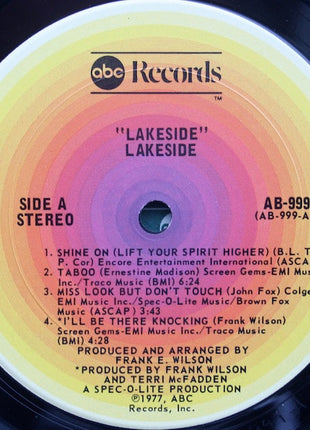 abc Records
TM
"LAKESIDE"
LAKESIDE
SIDE A
STEREO
AB-999
(AB-999-A
1. SHINE ON (LIFT YOUR SPIRIT HIGHER) (B.L. T
P. Cor) Encore Entertainment International (ASCAP
2. TABOO (Ernestine Madison) Screen Gems-EMI Mus
Inc./Traco Music (BMI) 6:24
3. MISS LOOK BUT DON'T TOUCH (John Fox) Colge
EMI Music Inc./Spec-O-Lite Music/Brown Fox
Music (ASCAP) 3:43
4. *I'LL BE THERE KNOCKING (Frank Wilson)
Screen Gems-EMI Music Inc./Traco Music
(BMI) 4:28
PRODUCED AND ARRANGED BY
FRANK E. WILSON
*PRODUCED BY FRANK WILSON
AND TERRI McFADDEN
A SPEC-O-LITE PRODUCTION
℗1977, ABC
Records, Inc.